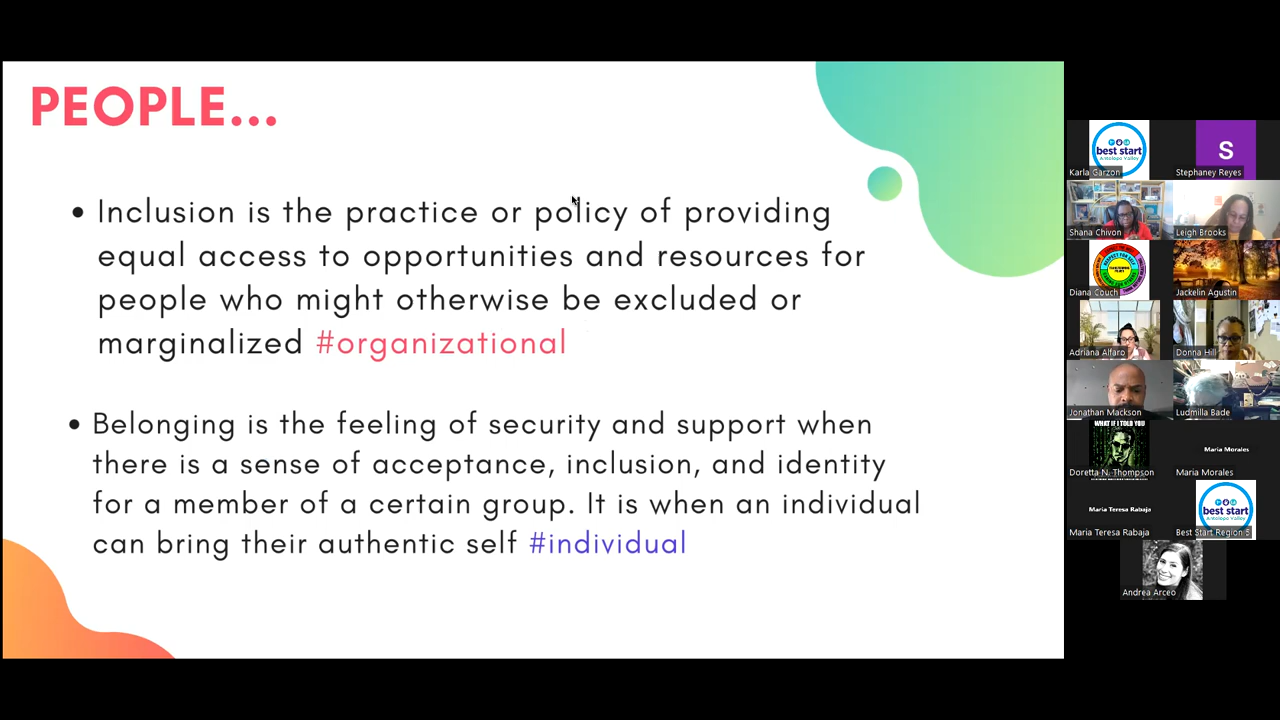 PEOPLE...
• Inclusion is the practice or policy of providing
equal access to opportunities and resources for
people who might otherwise be excluded or
marginalized #organizational
• Belonging is the feeling of security and support when
there is a sense of acceptance, inclusion, and identity
for a member of a certain group. It is when an individual
can bring their authentic self #individual
best start
Antelope Valley
Karla Garzon
S
Stephaney Reyes
Shana Chivon
Leigh Brooks
Diana Couch
Jackelin Agustin
Adriana Alfaro
Donna Hill
Jonathan Mackson
Ludmilla Bade
WHAT IF I TOLD YOU
Doretta N. Thompson
Maria Morales
Maria Morales
Maria Teresa Rabaja
Maria Teresa Rabaja
best start
Antelope Valley
Best Start Region 5
Andrea Arceo